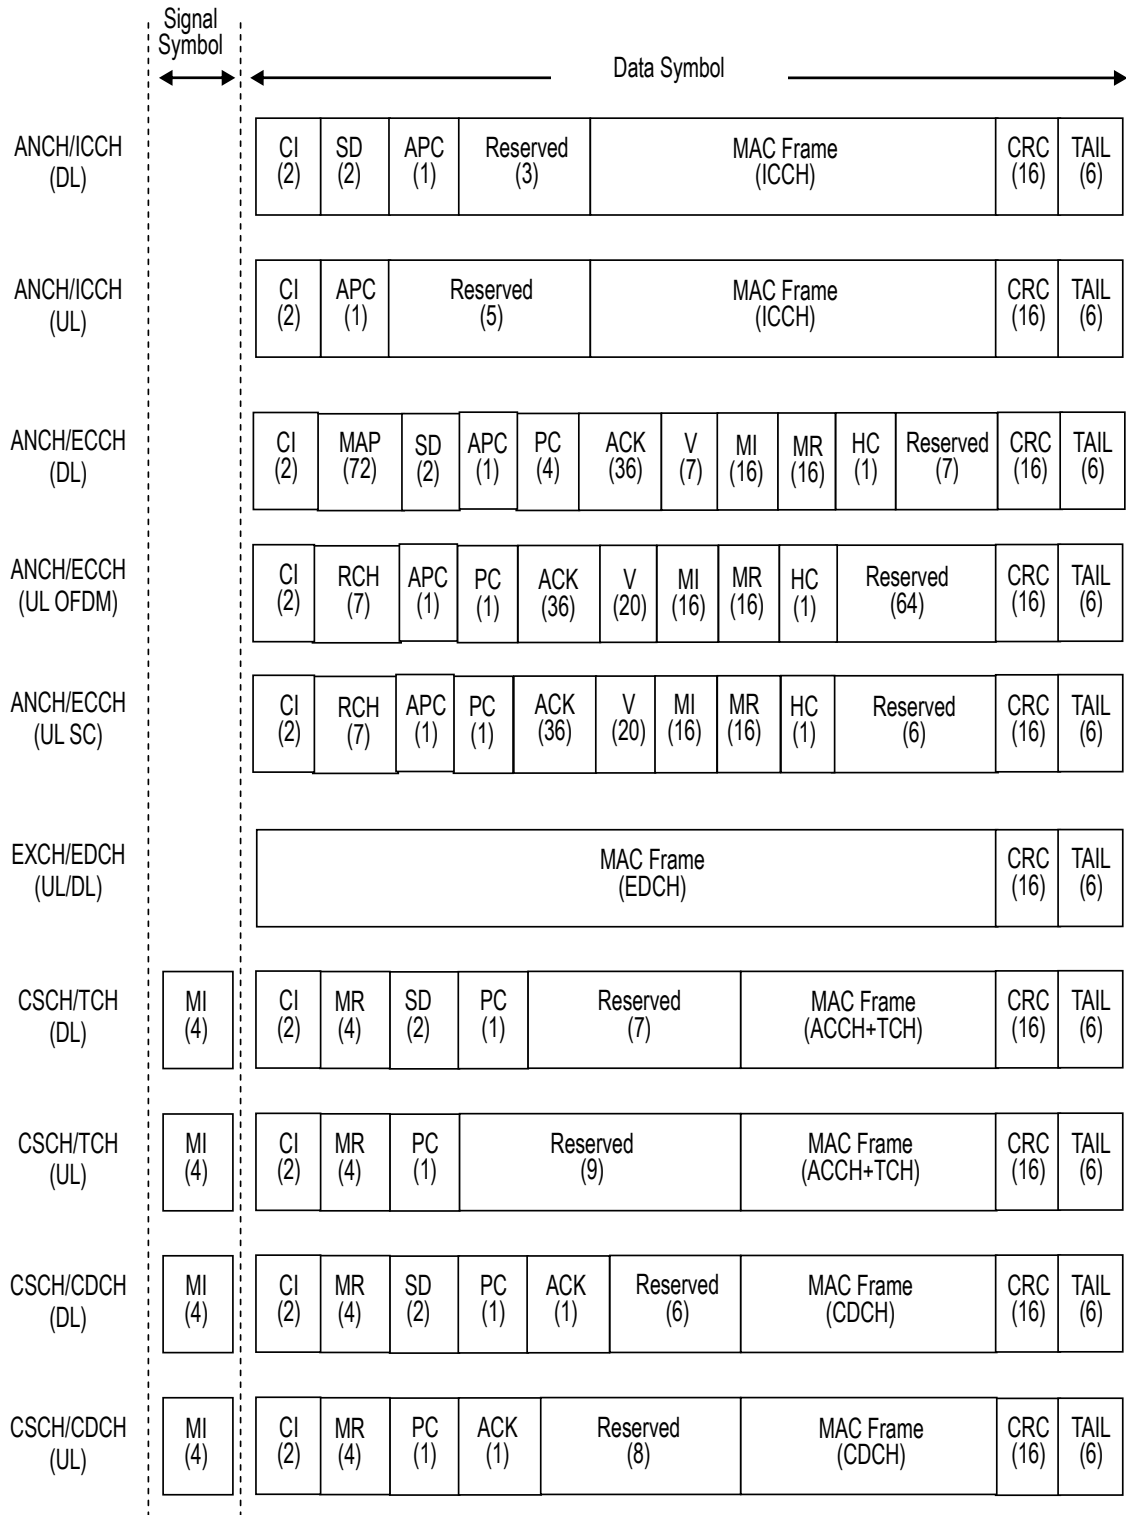 Signal
Symbol
Data Symbol
ANCH/ICCH
(DL)
CI
(2)
SD
(2)
APC
(1)
Reserved
(3)
MAC Frame
(ICCH)
CRC
(16)
TAIL
(6)
ANCH/ICCH
(UL)
CI
(2)
APC
(1)
Reserved
(5)
MAC Frame
(ICCH)
CRC
(16)
TAIL
(6)
ANCH/ECCH
(DL)
CI
(2)
MAP
(72)
SD
(2)
APC
(1)
PC
(4)
ACK
(36)
V
(7)
MI
(16)
MR
(16)
HC
(1)
Reserved
(7)
CRC
(16)
TAIL
(6)
ANCH/ECCH
(UL OFDM)
CI
(2)
RCH
(7)
APC
(1)
PC
(1)
ACK
(36)
V
(20)
MI
(16)
MR
(16)
HC
(1)
Reserved
(64)
CRC
(16)
TAIL
(6)
ANCH/ECCH
(UL SC)
CI
(2)
RCH
(7)
APC
(1)
PC
(1)
ACK
(36)
V
(20)
MI
(16)
MR
(16)
HC
(1)
Reserved
(6)
CRC
(16)
TAIL
(6)
EXCH/EDCH
(UL/DL)
MAC Frame
(EDCH)
CRC
(16)
TAIL
(6)
CSCH/TCH
(DL)
MI
(4)
CI
(2)
MR
(4)
SD
(2)
PC
(1)
Reserved
(7)
MAC Frame
(ACCH+TCH)
CRC
(16)
TAIL
(6)
CSCH/TCH
(UL)
MI
(4)
CI
(2)
MR
(4)
PC
(1)
Reserved
(9)
MAC Frame
(ACCH+TCH)
CRC
(16)
TAIL
(6)
CSCH/CDCH
(DL)
MI
(4)
CI
(2)
MR
(4)
SD
(2)
PC
(1)
ACK
(1)
Reserved
(6)
MAC Frame
(CDCH)
CRC
(16)
TAIL
(6)
CSCH/CDCH
(UL)
MI
(4)
CI
(2)
MR
(4)
PC
(1)
ACK
(1)
Reserved
(8)
MAC Frame
(CDCH)
CRC
(16)
TAIL
(6)